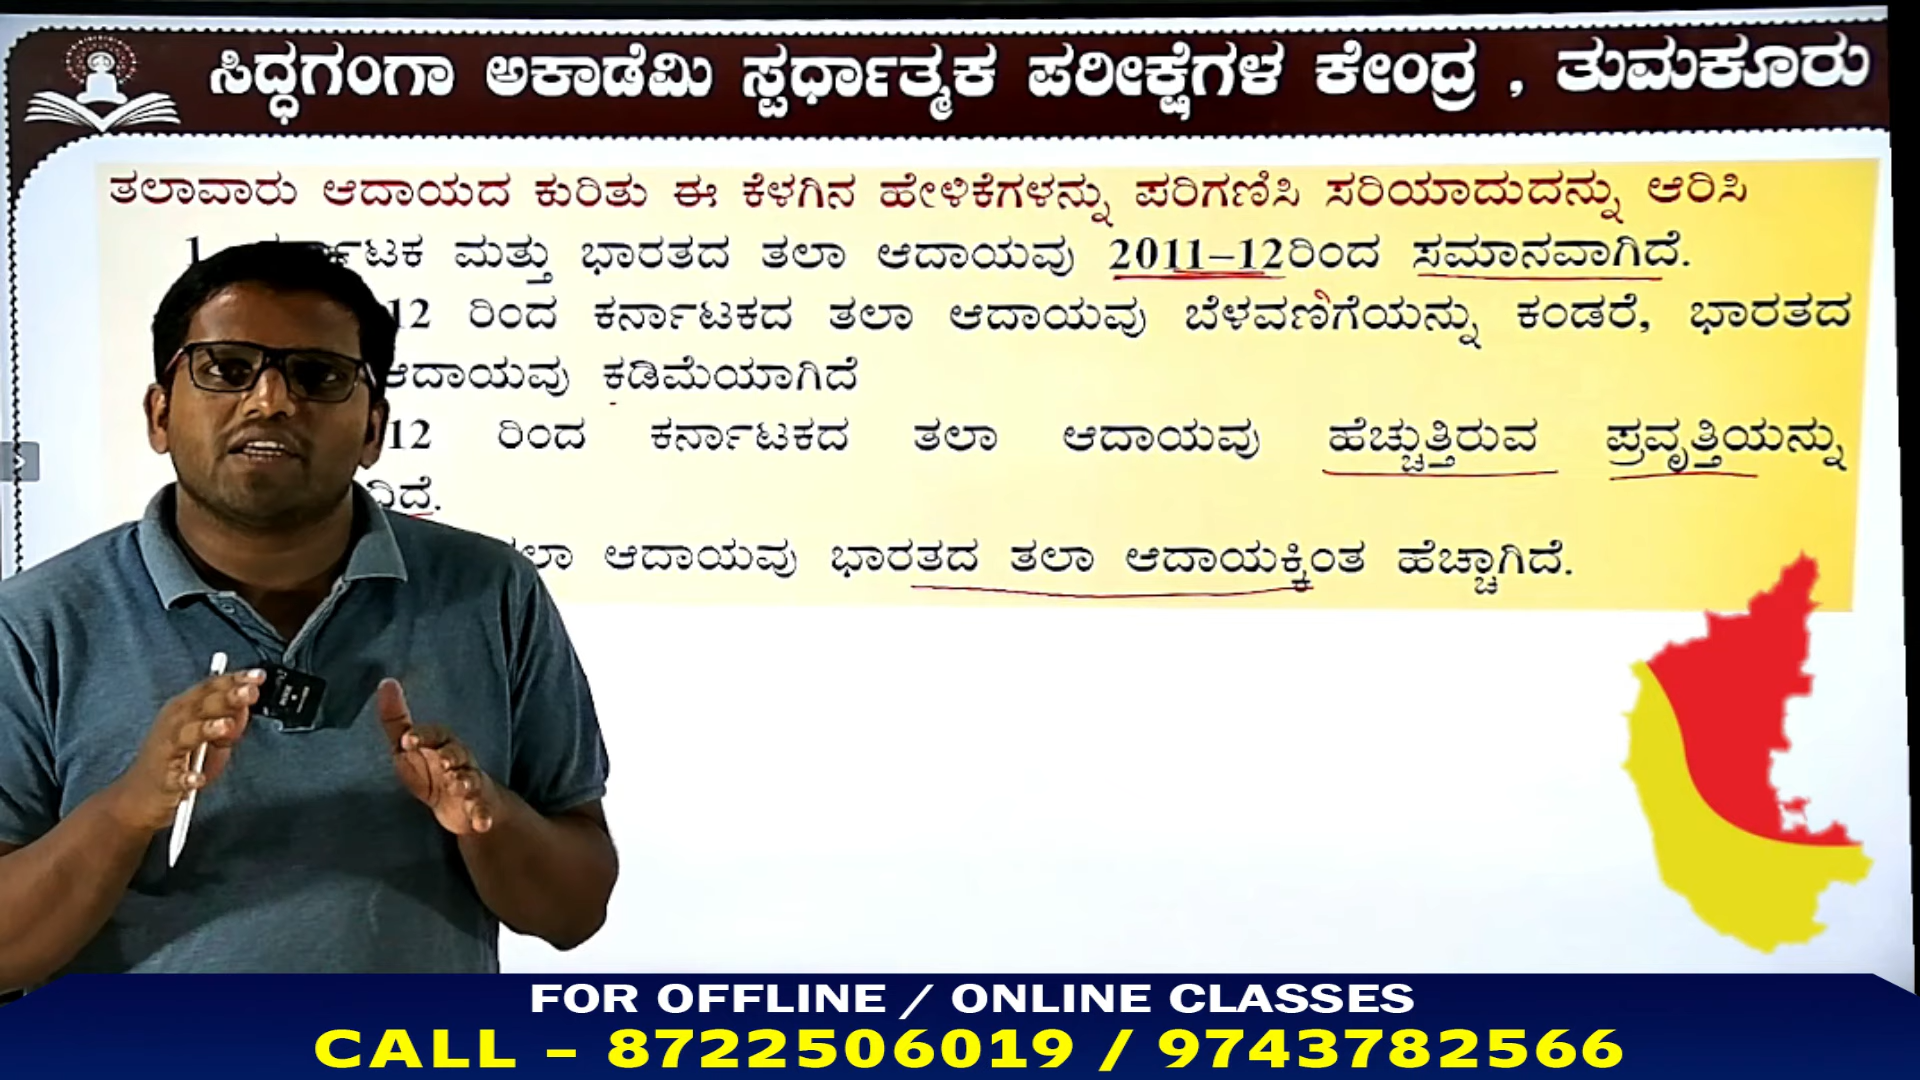 ಸಿದ್ಧಗಂಗಾ ಅಕಾಡೆಮಿ ಸ್ಪರ್ಧಾತ್ಮಕ ಪರೀಕ್ಷೆಗಳ ಕೇಂದ್ರ , ತುಮಕೂರು
ತಲಾವಾರು ಆದಾಯದ ಕುರಿತು ಈ ಕೆಳಗಿನ ಹೇಳಿಕೆಗಳನ್ನು ಪರಿಗಣಿಸಿ ಸರಿಯಾದುದನ್ನು ಆರಿಸಿ
ಮತ್ತು ಭಾರತದ ತಲಾ ಆದಾಯವು 2011–12ರಿಂದ ಸಮಾನವಾಗಿದೆ.
12 ರಿಂದ ಕರ್ನಾಟಕದ ತಲಾ ಆದಾಯವು ಬೆಳವಣಿಗೆಯನ್ನು ಕಂಡರೆ, ಭಾರತದ
ಆದಾಯವು ಕಡಿಮೆಯಾಗಿದೆ
12 ರಿಂದ ಕರ್ನಾಟಕದ ತಲಾ ಆದಾಯವು ಹೆಚ್ಚುತ್ತಿರುವ ಪ್ರವೃತ್ತಿಯನ್ನು
ಆದಾಯವು ಭಾರತದ ತಲಾ ಆದಾಯಕ್ಕಿಂತ ಹೆಚ್ಚಾಗಿದೆ.
FOR OFFLINE / ONLINE CLASSES
CALL – 8722506019 / 9743782566